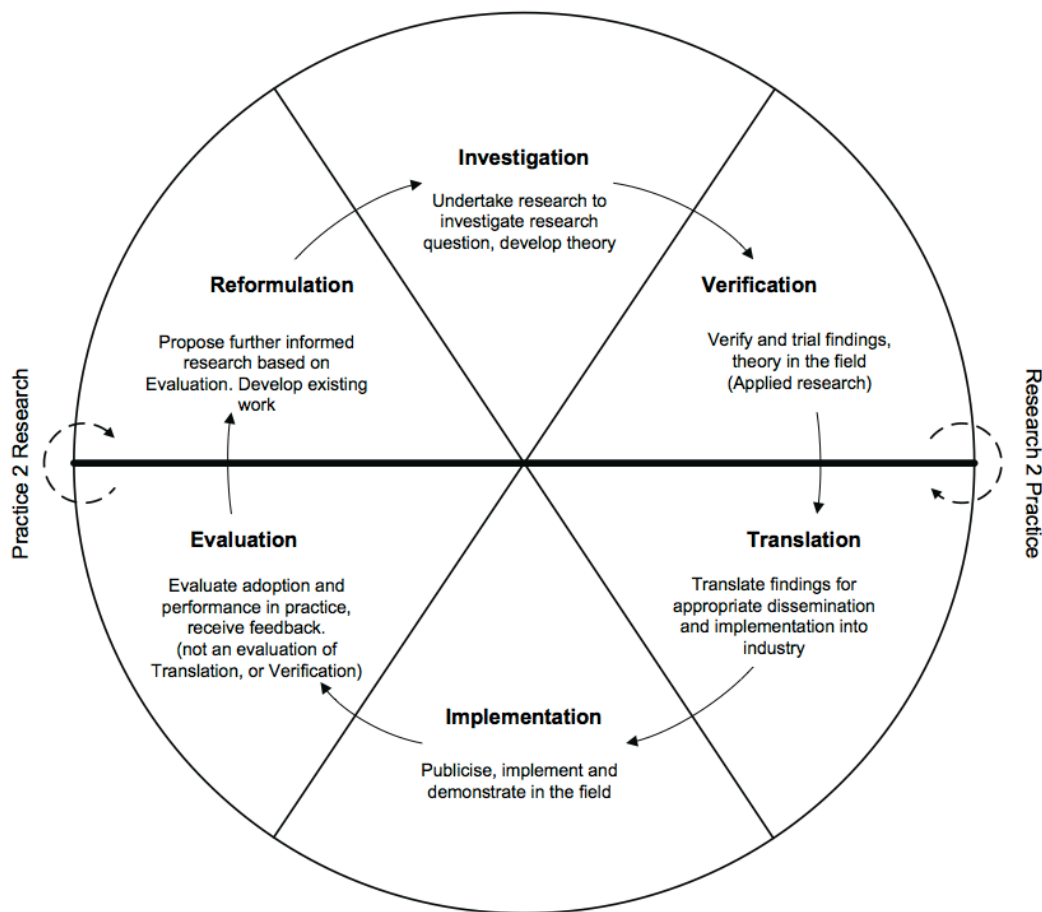 Investigation
Undertake research to
investigate research
question, develop theory
Verification
Verify and trial findings,
theory in the field
(Applied research)
Research 2 Practice
Translation
Translate findings for
appropriate dissemination
and implementation into
industry
Implementation
Publicise, implement and
demonstrate in the field
Evaluation
Evaluate adoption and
performance in practice,
receive feedback.
(not an evaluation of
Translation, or Verification)
Practice 2 Research
Reformulation
Propose further informed
research based on
Evaluation. Develop existing
work